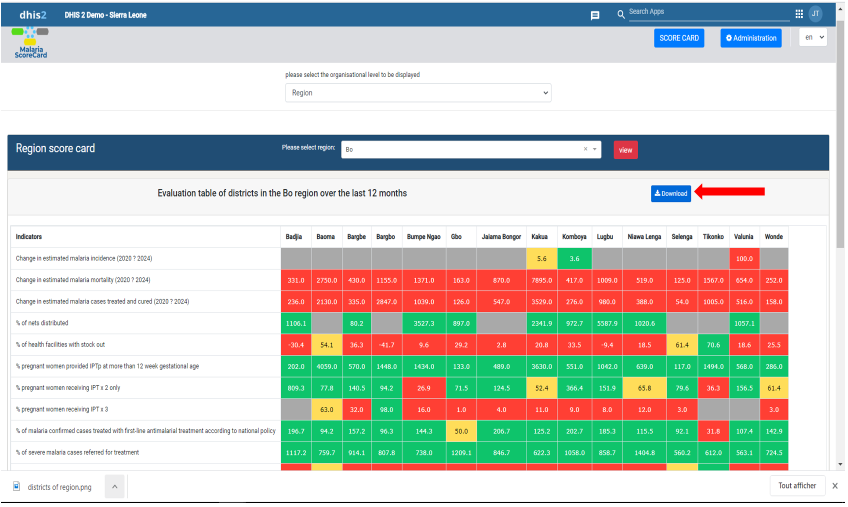 dhis2 DHIS 2 Demo - Sierra Leone Search Apps JT
Malaria
ScoreCard
SCORE CARD Administration en
please select the organisational level to be displayed
Region
Region score card Please select region: Bo × view
Evaluation table of districts in the Bo region over the last 12 months Download
Indicators Badjia Baoma Bargbe Bargbo Bumpe Ngao Gbo Jaiama Bongor Kakua Komboya Lugbu Niawa Lenga Selenga Tikonko Valunia Wonde
Change in estimated malaria incidence (2020 ? 2024) 5.6 3.6 100.0
Change in estimated malaria mortality (2020 ? 2024) 331.0 2750.0 430.0 1155.0 1371.0 163.0 870.0 7895.0 417.0 1009.0 519.0 125.0 1567.0 654.0 252.0
Change in estimated malaria cases treated and cured (2020 ? 2024) 236.0 2130.0 335.0 2847.0 1039.0 126.0 547.0 3529.0 276.0 980.0 388.0 54.0 1005.0 516.0 158.0
% of nets distributed 1106.1 80.2 3527.3 897.0 2341.9 972.7 5587.9 1020.6 1057.1
% of health facilities with stock out -30.4 54.1 36.3 -41.7 9.6 29.2 2.8 20.8 33.5 -9.4 18.5 61.4 70.6 18.6 25.5
% pregnant women provided IPTp at more than 12 week gestational age 202.0 4059.0 570.0 1448.0 1434.0 133.0 489.0 3630.0 551.0 1042.0 639.0 117.0 1494.0 568.0 286.0
% pregnant women receiving IPT x 2 only 809.3 77.8 140.5 94.2 26.9 71.5 124.5 52.4 366.4 151.9 65.8 79.6 36.3 156.5 61.4
% pregnant women receiving IPT x 3 63.0 32.0 98.0 16.0 1.0 4.0 11.0 9.0 8.0 12.0 3.0 3.0
% of malaria confirmed cases treated with first-line antimalarial treatment according to national policy 196.7 94.2 157.2 96.3 144.3 50.0 206.7 125.2 202.7 185.3 115.5 92.1 31.8 107.4 142.9
% of severe malaria cases referred for treatment 1117.2 759.7 914.1 807.8 738.0 1209.1 846.7 622.3 1058.0 858.7 1404.8 560.2 612.0 563.1 724.5
districts of region.png Tout afficher X